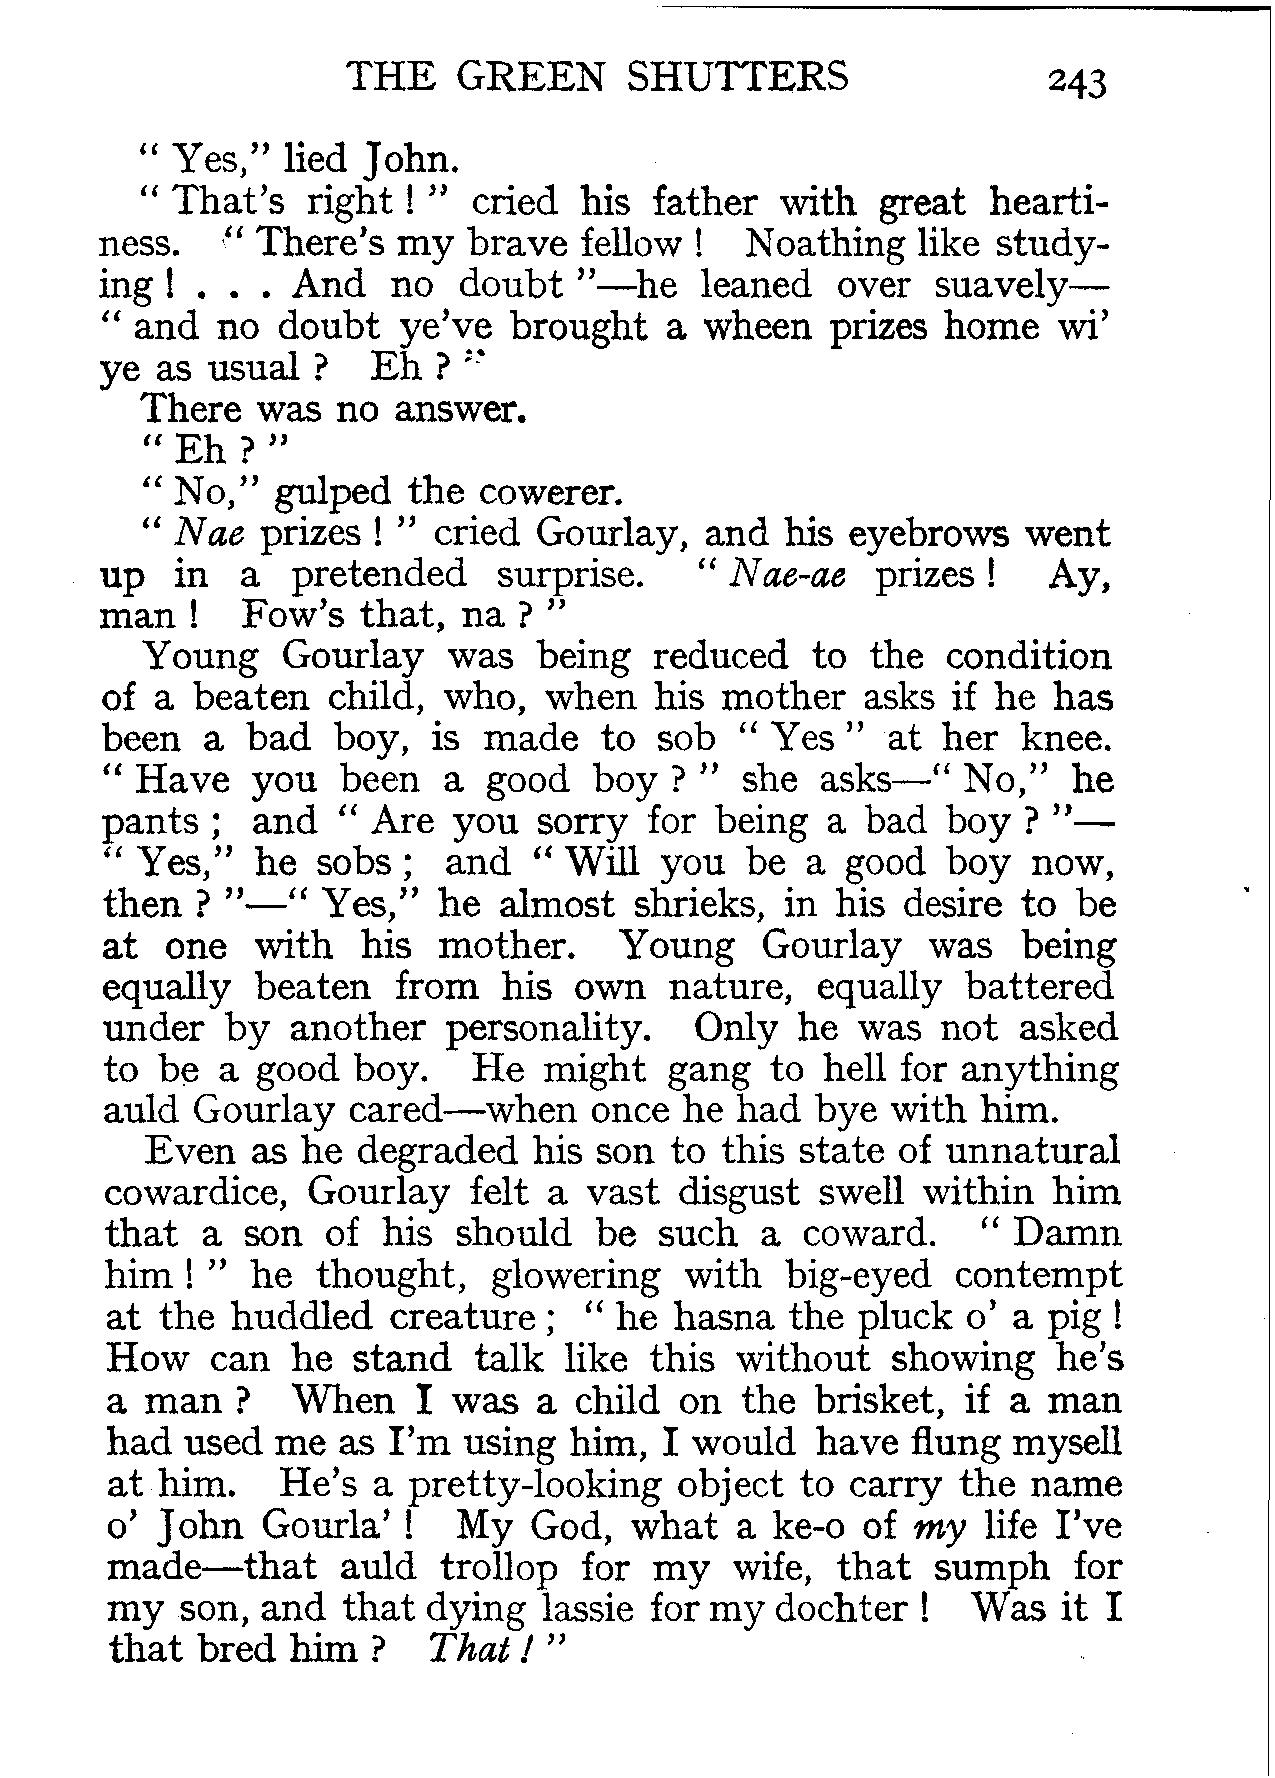 THE GREEN SHUTTERS 243
" Yes," lied John.
" That's right ! " cried his father with great hearti-
ness. " There's my brave fellow ! Noathing like study-
ing ! . . . And no doubt "—he leaned over suavely—
" and no doubt ye've brought a wheen prizes home wi'
ye as usual ? Eh ? "
There was no answer.
" Eh ? "
" No," gulped the cowerer.
" Nae prizes ! " cried Gourlay, and his eyebrows went
up in a pretended surprise. " Nae-ae prizes ! Ay,
man ! Fow's that, na ? "
Young Gourlay was being reduced to the condition
of a beaten child, who, when his mother asks if he has
been a bad boy, is made to sob " Yes " at her knee.
" Have you been a good boy ? " she asks—" No," he
pants ; and " Are you sorry for being a bad boy ? "—
" Yes," he sobs ; and " Will you be a good boy now,
then ? "—" Yes," he almost shrieks, in his desire to be
at one with his mother. Young Gourlay was being
equally beaten from his own nature, equally battered
under by another personality. Only he was not asked
to be a good boy. He might gang to hell for anything
auld Gourlay cared—when once he had bye with him.
Even as he degraded his son to this state of unnatural
cowardice, Gourlay felt a vast disgust swell within him
that a son of his should be such a coward. " Damn
him ! " he thought, glowering with big-eyed contempt
at the huddled creature ; " he hasna the pluck o' a pig !
How can he stand talk like this without showing he's
a man ? When I was a child on the brisket, if a man
had used me as I'm using him, I would have flung mysell
at him. He's a pretty-looking object to carry the name
o' John Gourla' ! My God, what a ke-o of my life I've
made—that auld trollop for my wife, that sumph for
my son, and that dying lassie for my dochter ! Was it I
that bred him ? That ! "